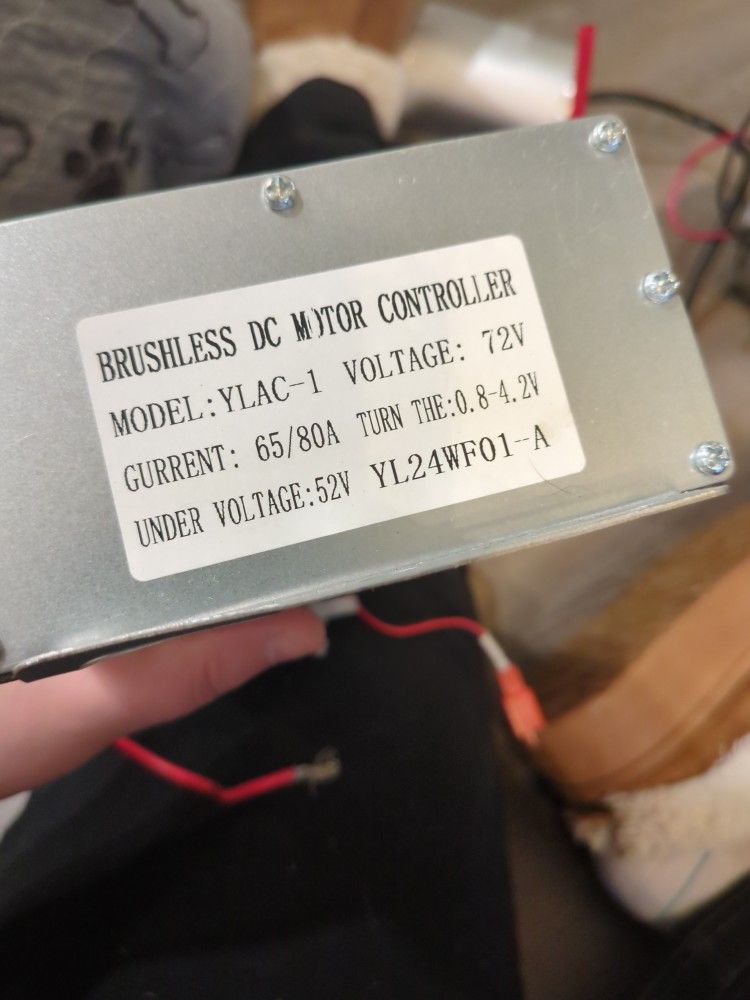 BRUSHLESS DC MOTOR CONTROLLER
MODEL:YLAC-1 VOLTAGE: 72V
GURRENT: 65/80A TURN THE:0.8-4.2V
UNDER VOLTAGE:52V YL24WF01-A